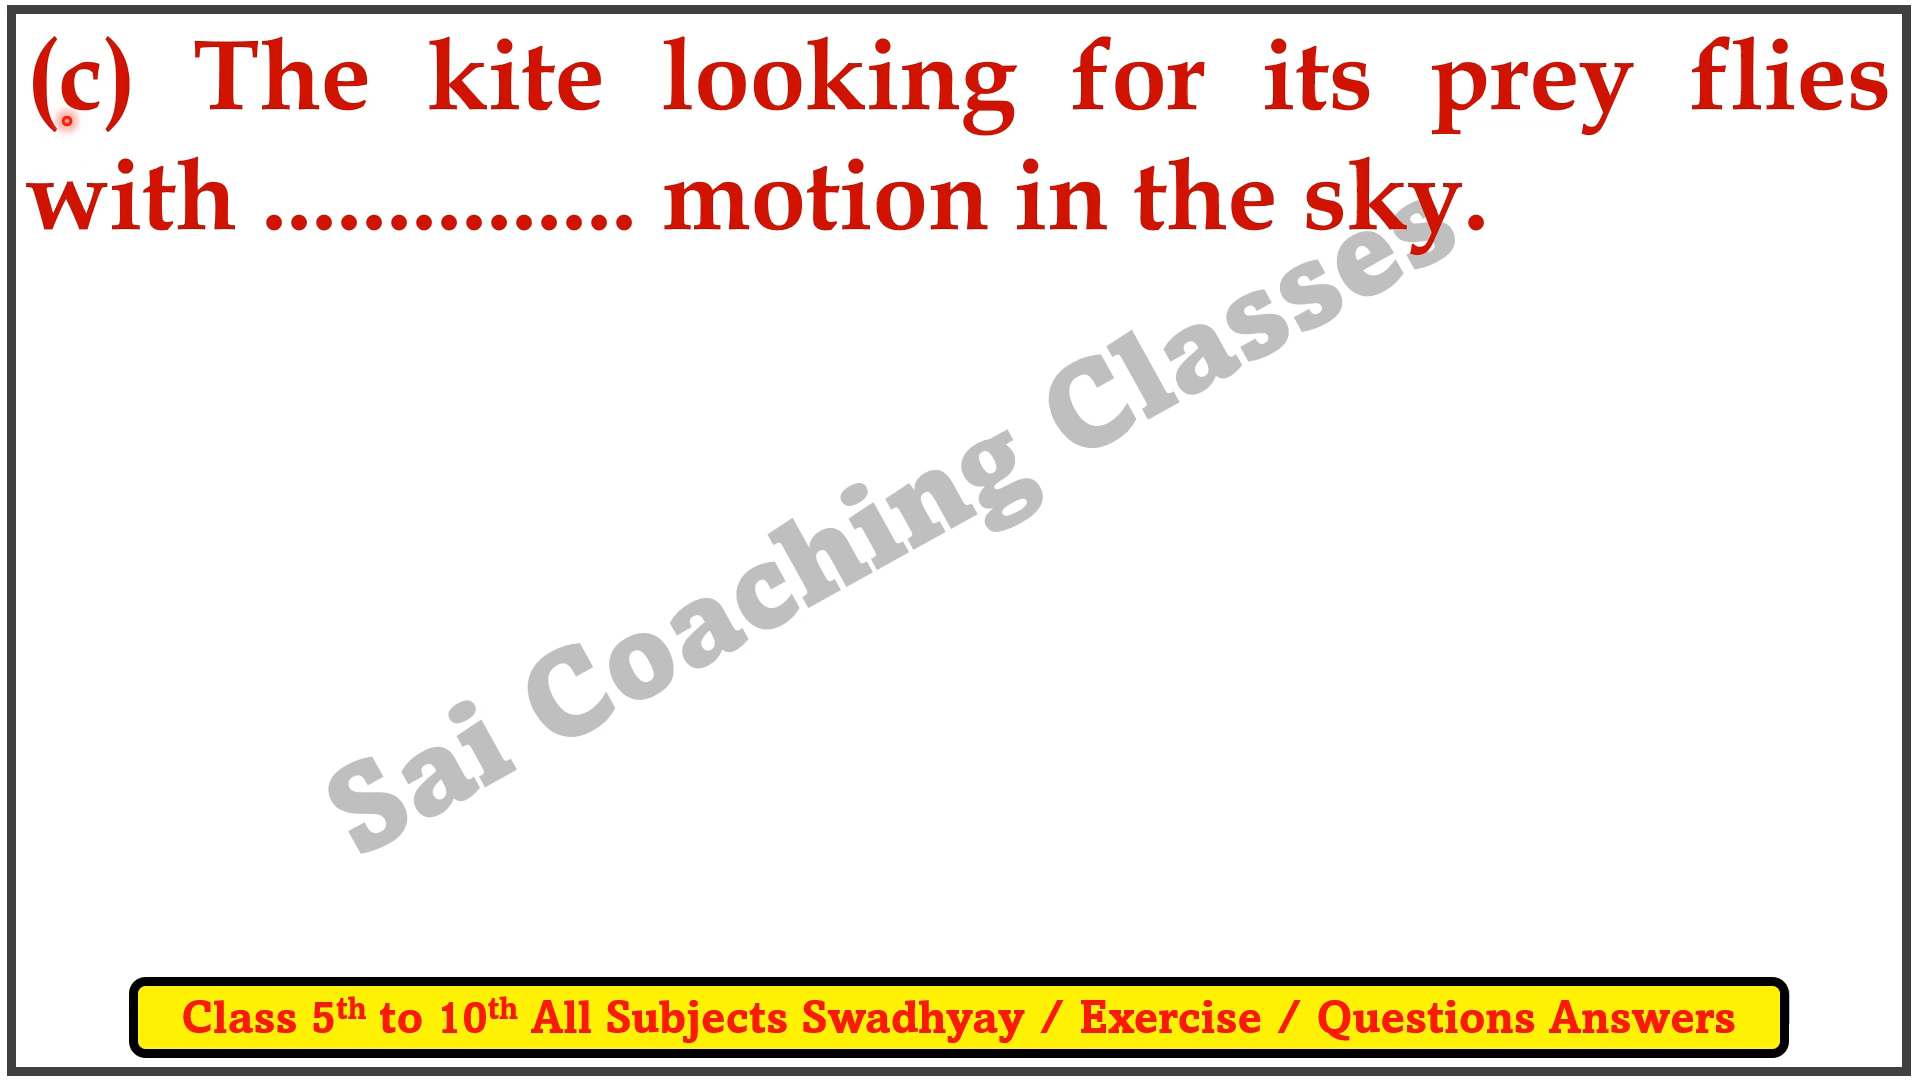 (c) The kite looking for its prey flies
with .............. motion in the sky.
Sai Coaching Classes
Class 5th to 10th All Subjects Swadhyay / Exercise / Questions Answers